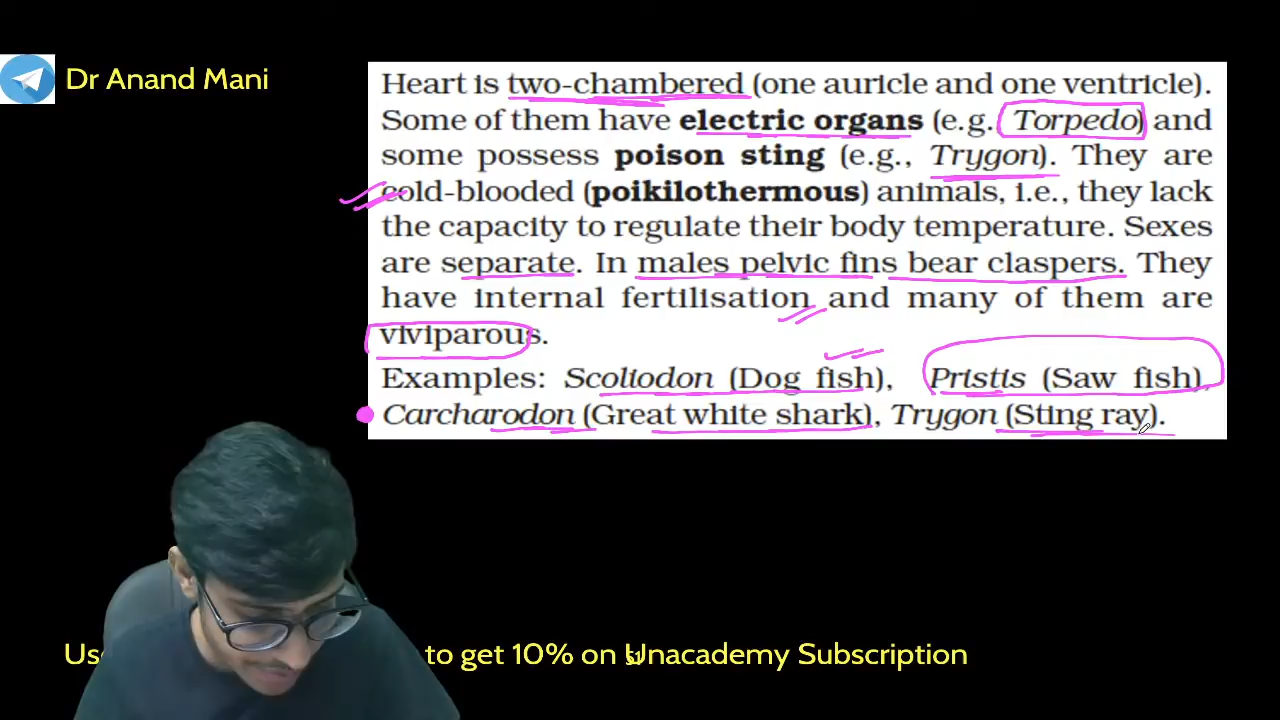 Dr Anand Mani
Heart is two-chambered (one auricle and one ventricle).
Some of them have electric organs (e.g. Torpedo) and
some possess poison sting (e.g., Trygon). They are
cold-blooded (poikilothermous) animals, i.e., they lack
the capacity to regulate their body temperature. Sexes
are separate. In males pelvic fins bear claspers. They
have internal fertilisation and many of them are
viviparous.
Examples: Scoliodon (Dog fish), Pristis (Saw fish),
Carcharodon (Great white shark), Trygon (Sting ray).
to get 10% on Unacademy Subscription